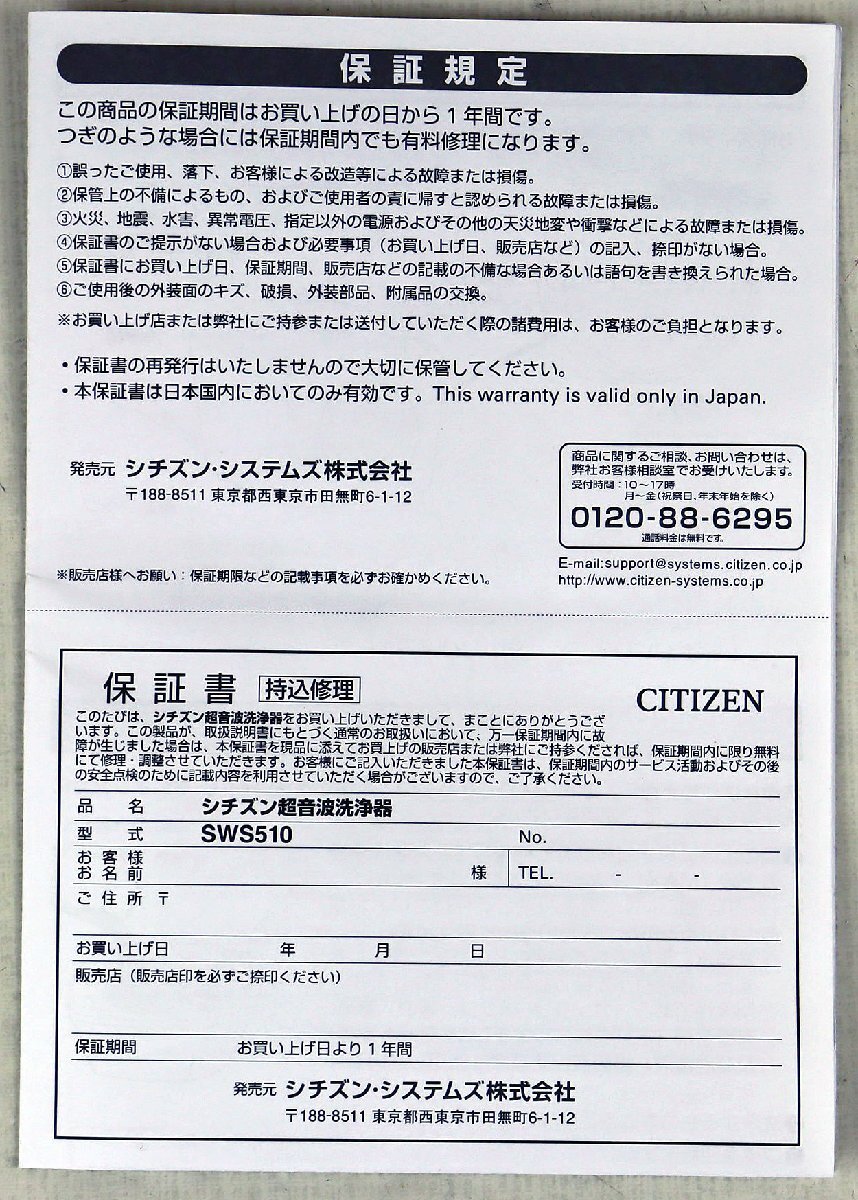 保証規定
この商品の保証期間はお買い上げの日から1年間です。
つぎのような場合には保証期間内でも有料修理になります。
①誤ったご使用、落下、お客様による改造等による故障または損傷。
②保管上の不備によるもの、およびご使用者の責に帰すと認められる故障または損傷。
③火災、地震、水害、異常電圧、指定以外の電源およびその他の天災地変や衝撃などによる故障または損傷。
④保証書のご提示がない場合および必要事項（お買い上げ日、販売店など）の記入、捺印がない場合。
⑤保証書にお買い上げ日、保証期間、販売店などの記載の不備な場合あるいは語句を書き換えられた場合。
⑥ご使用後の外装面のキズ、破損、外装部品、附属品の交換。
※お買い上げ店または弊社にご持参または送付していただく際の諸費用は、お客様のご負担となります。
・保証書の再発行はいたしませんので大切に保管してください。
・本保証書は日本国内においてのみ有効です。This warranty is valid only in Japan.
発売元 シチズン・システムズ株式会社
〒188-8511 東京都西東京市田無町6-1-12
商品に関するご相談、お問い合わせは、
弊社お客様相談室でお受けいたします。
受付時間：10〜17時
月〜金（祝祭日、年末年始を除く）
0120-88-6295
通話料金は無料です。
E-mail:support@systems.citizen.co.jp
http://www.citizen-systems.co.jp
※販売店様へお願い：保証期限などの記載事項を必ずお確かめください。
保証書 持込修理
CITIZEN
このたびは、シチズン超音波洗浄器をお買い上げいただきまして、まことにありがとうござ
います。この製品が、取扱説明書にもとづく通常のお取扱いにおいて、万一保証期間内に故
障が生じました場合は、本保証書を現品に添えてお買上げの販売店または弊社にご持参くだされば、保証期間内に限り無料
にて修理・調整させていただきます。お客様にご記入いただきました本保証書は、保証期間内のサービス活動およびその後
の安全点検のために記載内容を利用させていただく場合がございますので、ご了承ください。
品名 シチズン超音波洗浄器
型式 SWS510 No.
お客様
お名前 様 TEL. - -
ご住所 〒
お買い上げ日 年 月 日
販売店（販売店印を必ずご捺印ください）
保証期間 お買い上げ日より1年間
発売元 シチズン・システムズ株式会社
〒188-8511 東京都西東京市田無町6-1-12